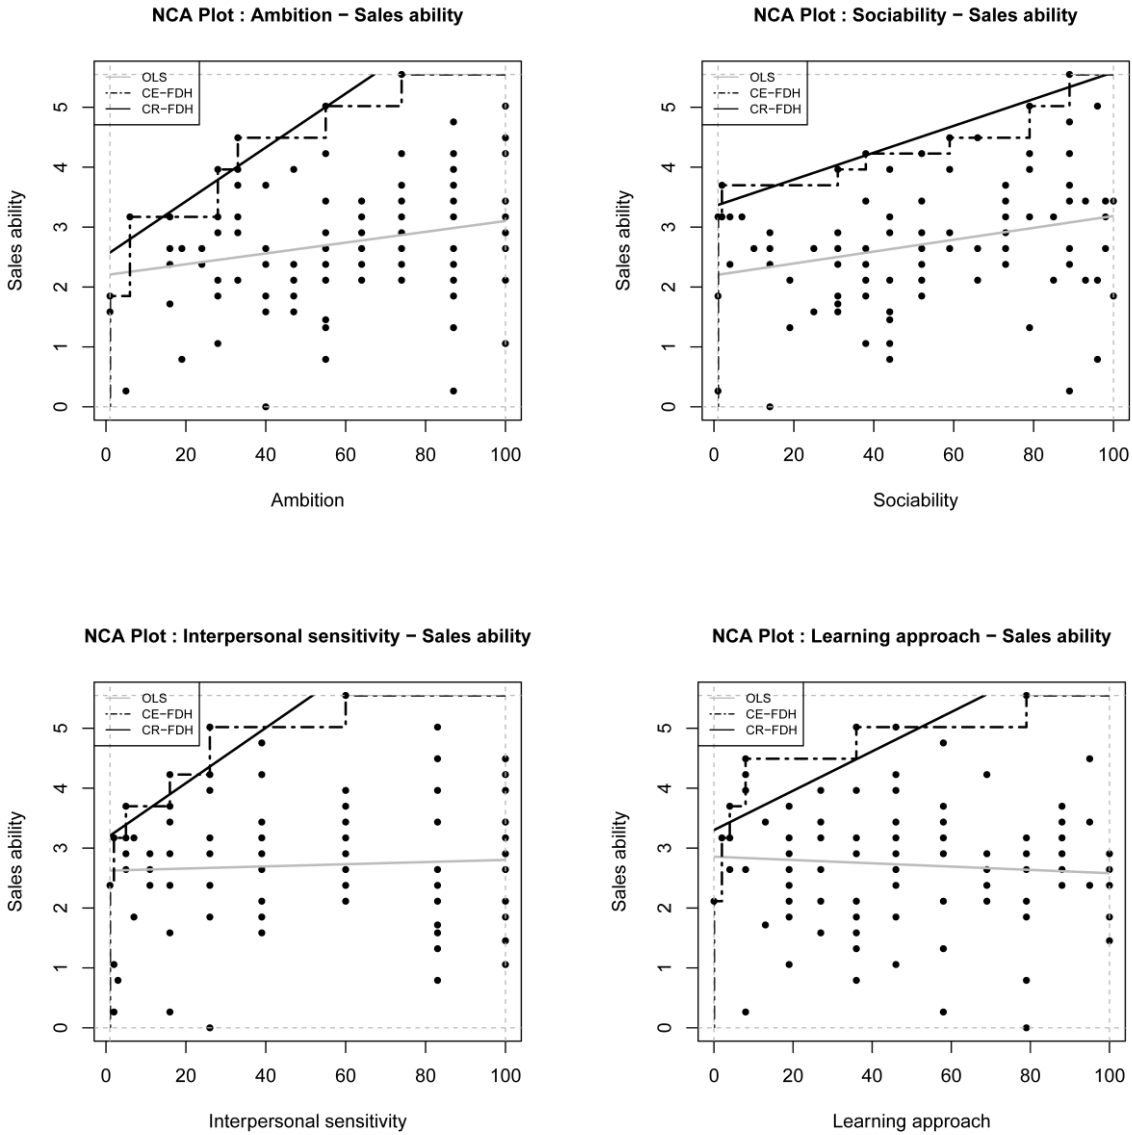 NCA Plot : Ambition − Sales ability
OLS
CE−FDH
CR−FDH
Sales ability
0 1 2 3 4 5
0 20 40 60 80 100
Ambition
NCA Plot : Sociability − Sales ability
OLS
CE−FDH
CR−FDH
Sales ability
0 1 2 3 4 5
0 20 40 60 80 100
Sociability
NCA Plot : Interpersonal sensitivity − Sales ability
OLS
CE−FDH
CR−FDH
Sales ability
0 1 2 3 4 5
0 20 40 60 80 100
Interpersonal sensitivity
NCA Plot : Learning approach − Sales ability
OLS
CE−FDH
CR−FDH
Sales ability
0 1 2 3 4 5
0 20 40 60 80 100
Learning approach